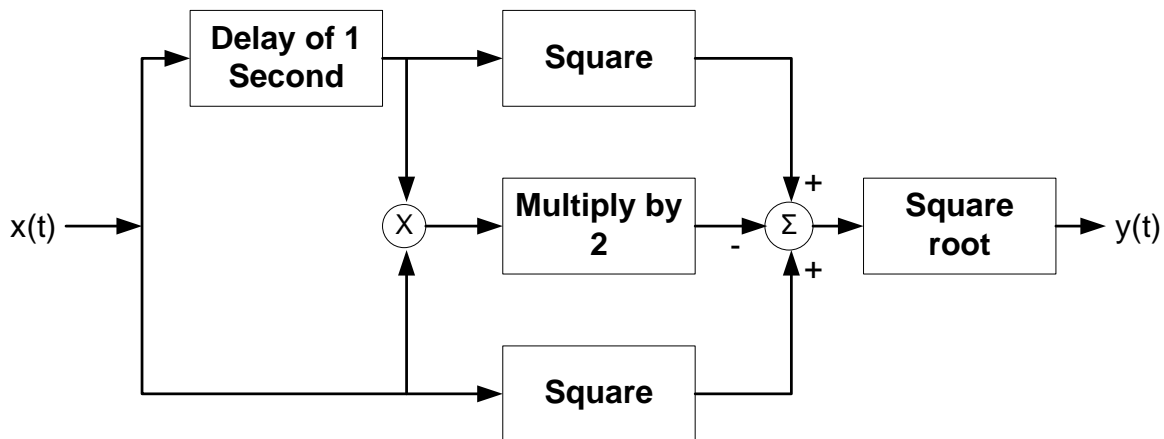 Delay of 1
Second
Square
+
x(t)
X
Multiply by
2
-
Σ
+
Square
root
y(t)
Square